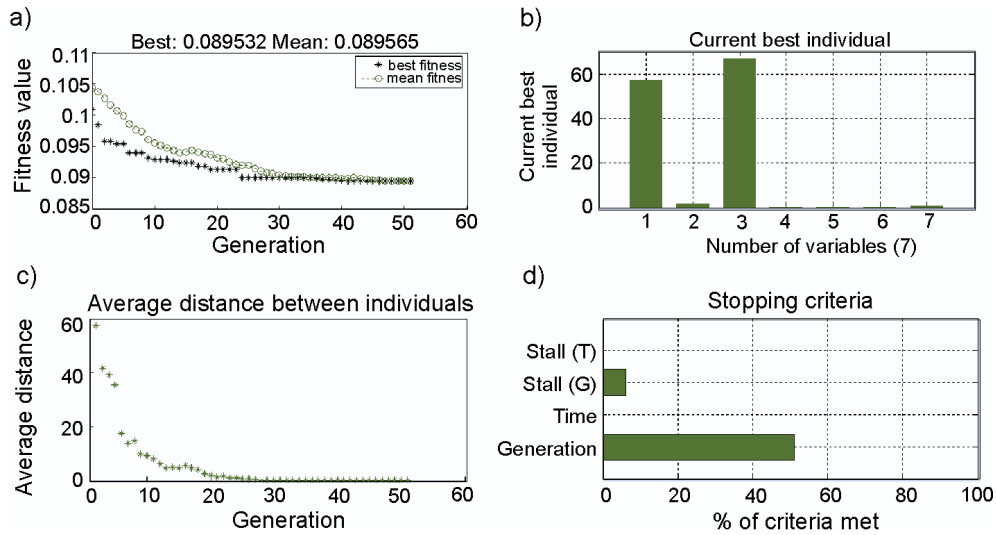 a)
Best: 0.089532 Mean: 0.089565
0.11
0.105
0.1
0.095
0.09
0.085
Fitness value
best fitness
mean fitnes
0 10 20 30 40 50 60
Generation
b)
Current best individual
60
40
20
0
Current best
individual
1 2 3 4 5 6 7
Number of variables (7)
c)
Average distance between individuals
60
40
20
0
Average distance
0 10 20 30 40 50 60
Generation
d)
Stopping criteria
Stall (T)
Stall (G)
Time
Generation
0 20 40 60 80 100
% of criteria met